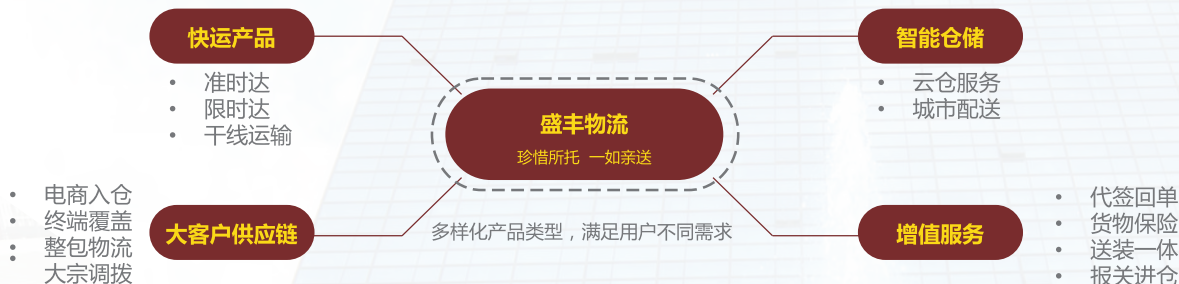 快运产品
• 准时达
• 限时达
• 干线运输
智能仓储
• 云仓服务
• 城市配送
盛丰物流
珍惜所托 一如亲送
• 电商入仓
• 终端覆盖
• 整包物流
• 大宗调拨
大客户供应链
多样化产品类型，满足用户不同需求
增值服务
• 代签回单
• 货物保险
• 送装一体
• 报关进仓